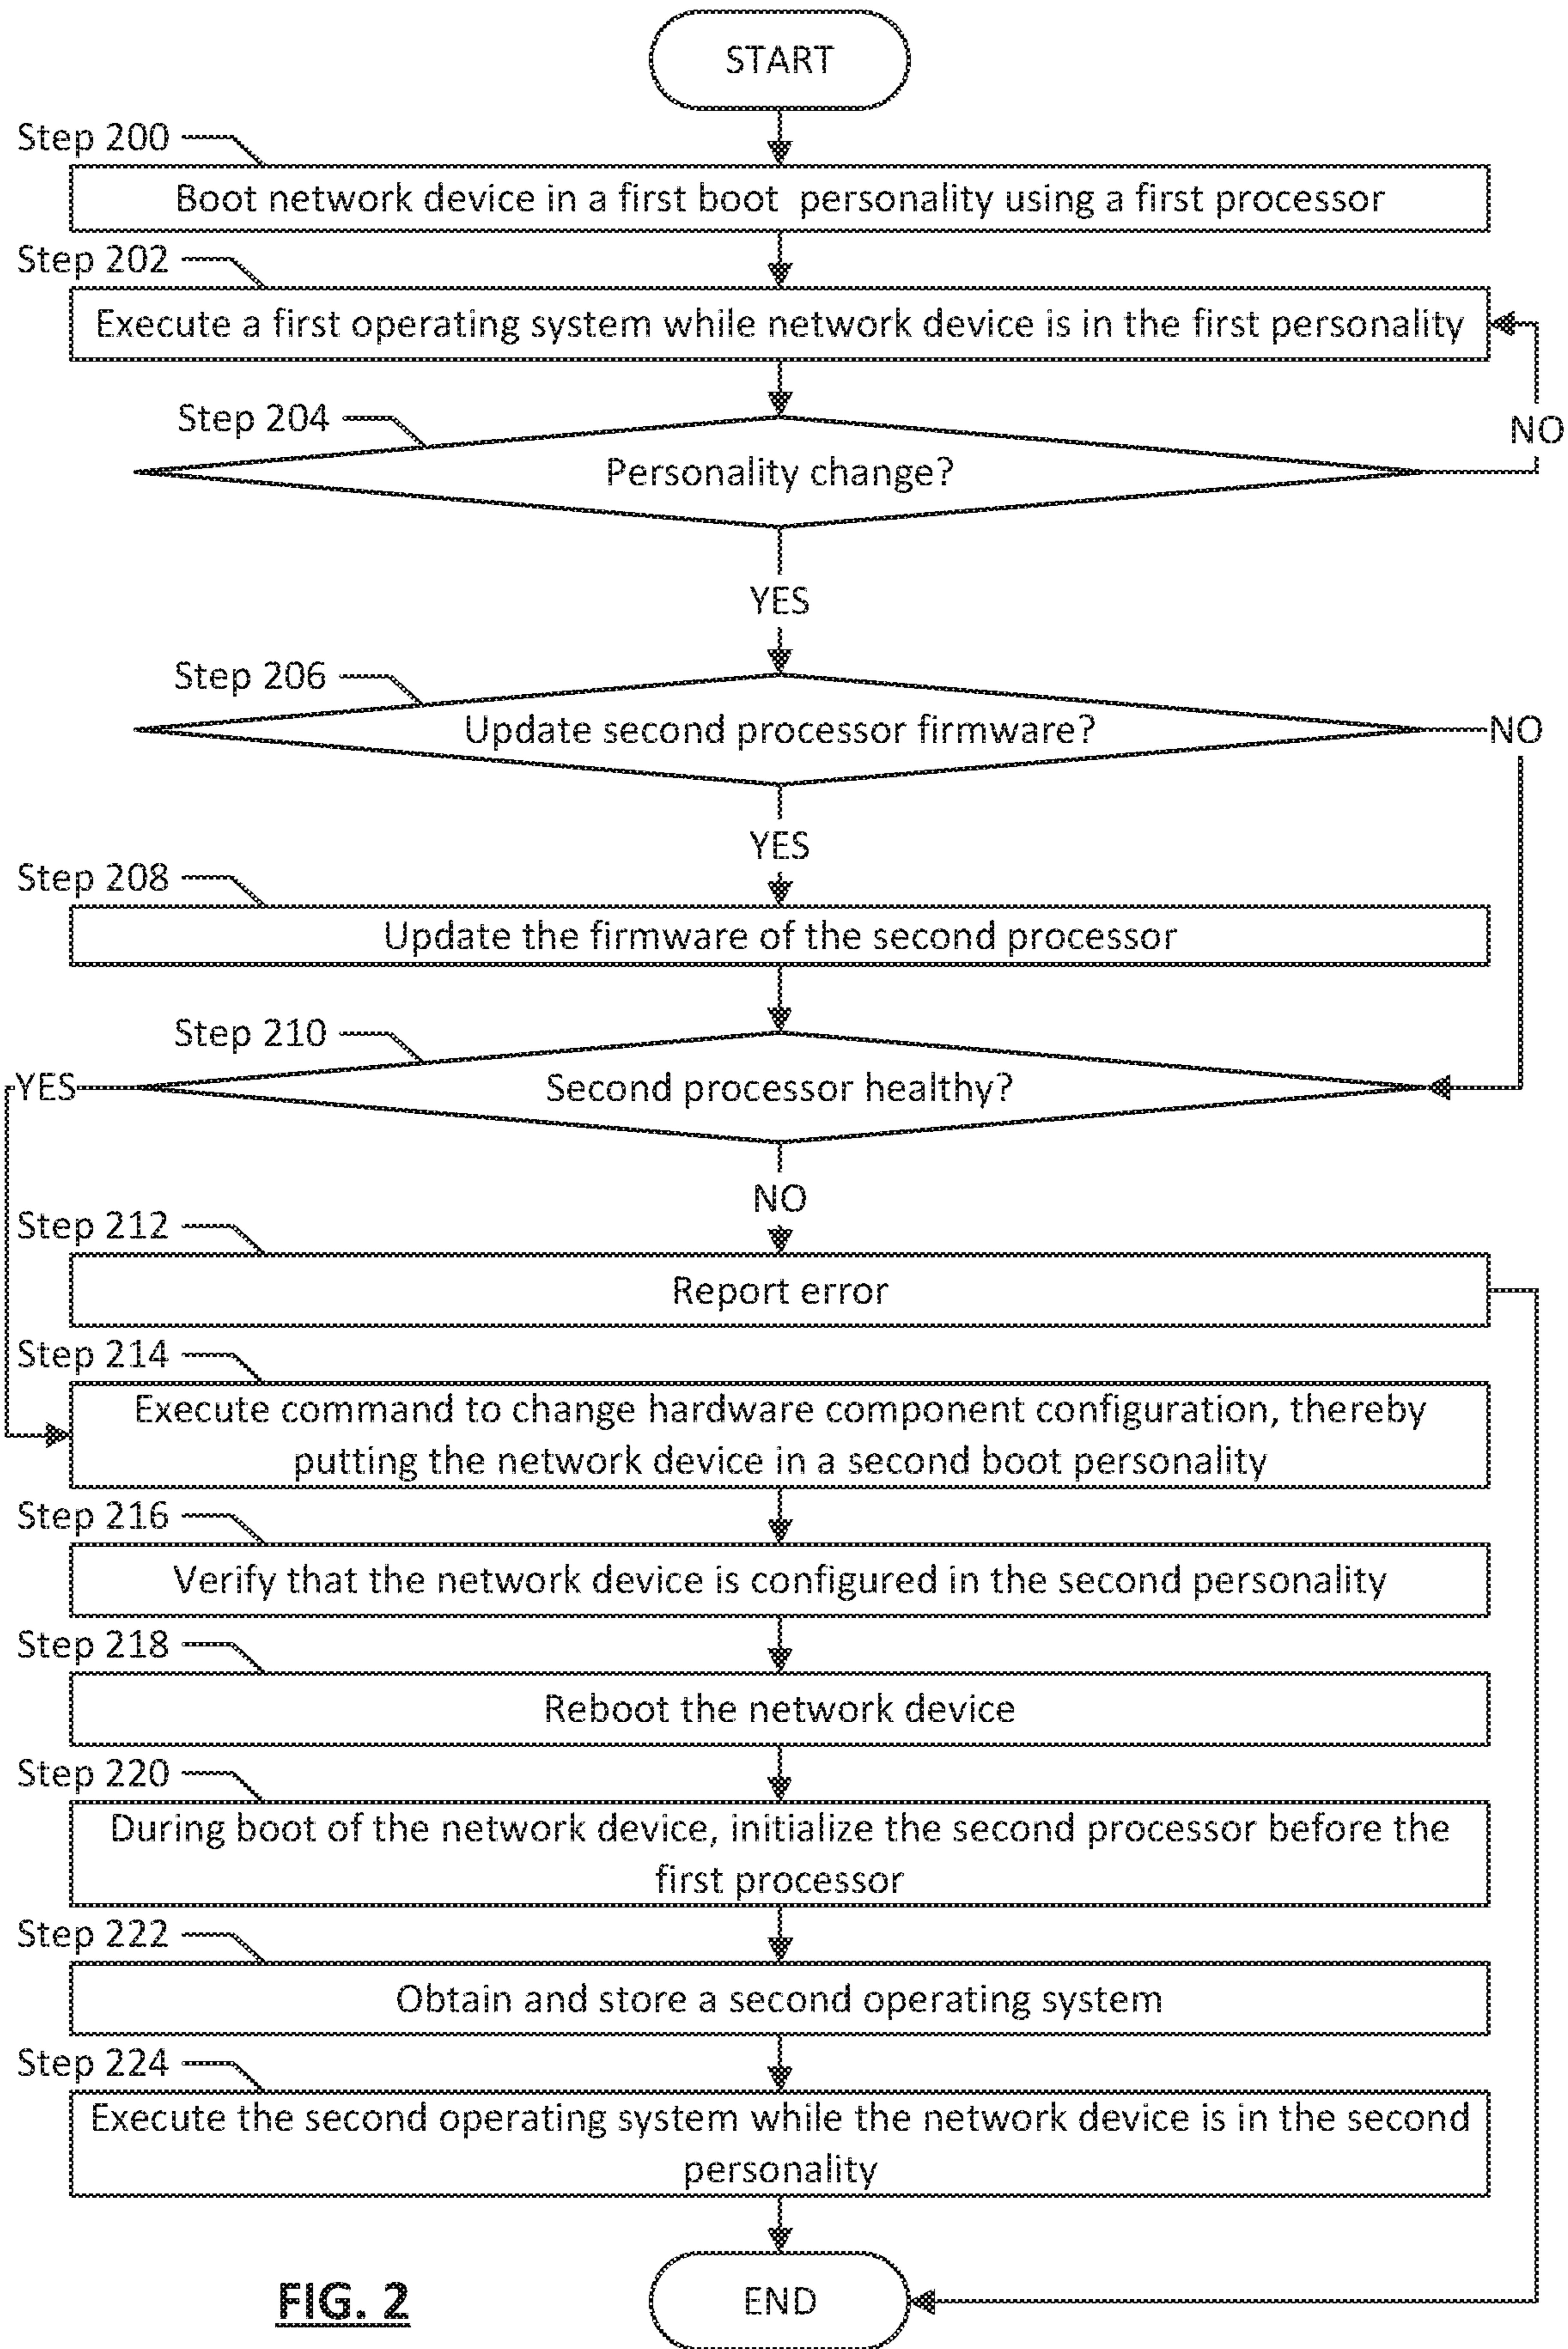 START
Step 200
Boot network device in a first boot personality using a first processor
Step 202
Execute a first operating system while network device is in the first personality
Step 204
NO
Personality change?
YES
Step 206
Update second processor firmware?
NO
YES
Step 208
Update the firmware of the second processor
Step 210
YES
Second processor healthy?
NO
Step 212
Report error
Step 214
Execute command to change hardware component configuration, thereby
putting the network device in a second boot personality
Step 216
Verify that the network device is configured in the second personality
Step 218
Reboot the network device
Step 220
During boot of the network device, initialize the second processor before the
first processor
Step 222
Obtain and store a second operating system
Step 224
Execute the second operating system while the network device is in the second
personality
FIG. 2
END